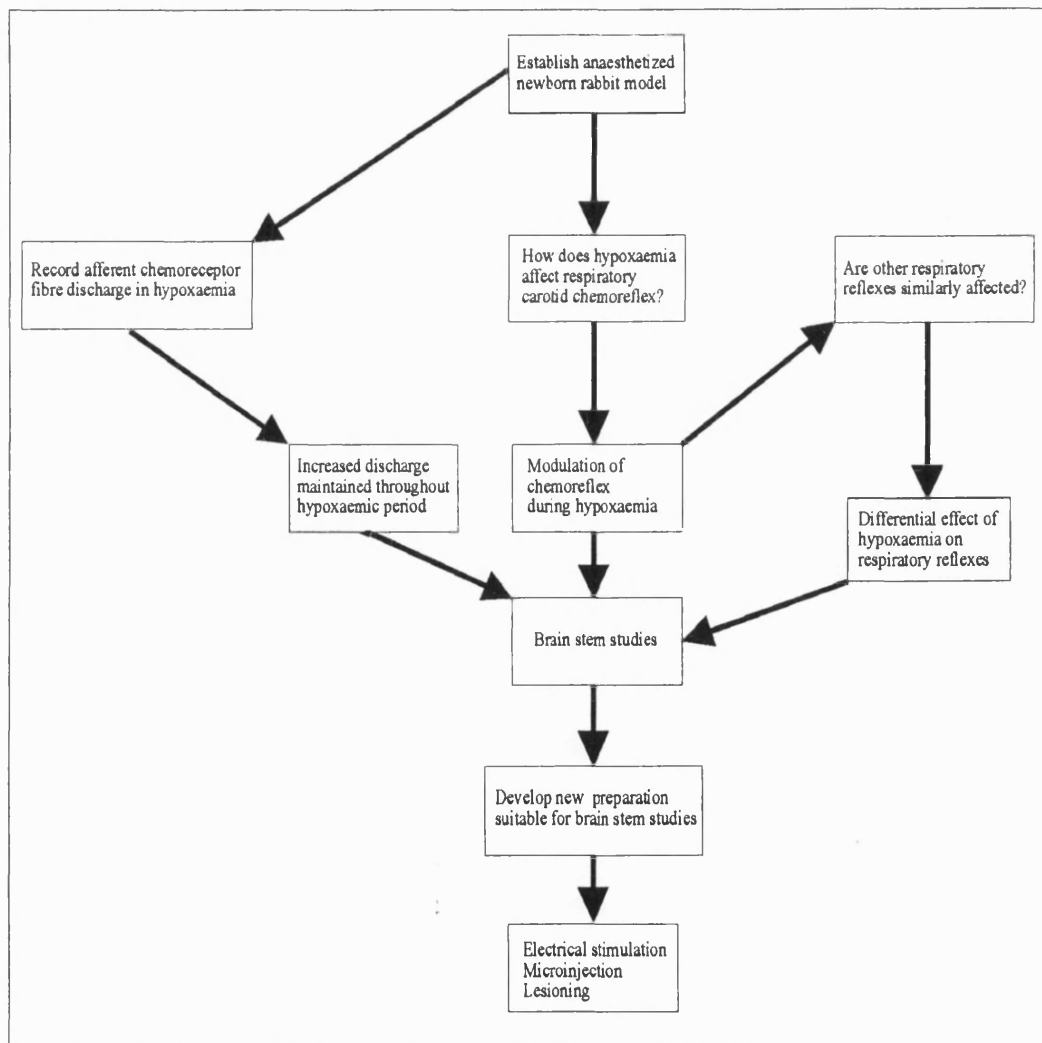 Establish anaesthetized
newborn rabbit model
Record afferent chemoreceptor
fibre discharge in hypoxaemia
How does hypoxaemia
affect respiratory
carotid chemoreflex?
Are other respiratory
reflexes similarly affected?
Increased discharge
maintained throughout
hypoxaemic period
Modulation of
chemoreflex
during hypoxaemia
Differential effect of
hypoxaemia on
respiratory reflexes
Brain stem studies
Develop new preparation
suitable for brain stem studies
Electrical stimulation
Microinjection
Lesioning